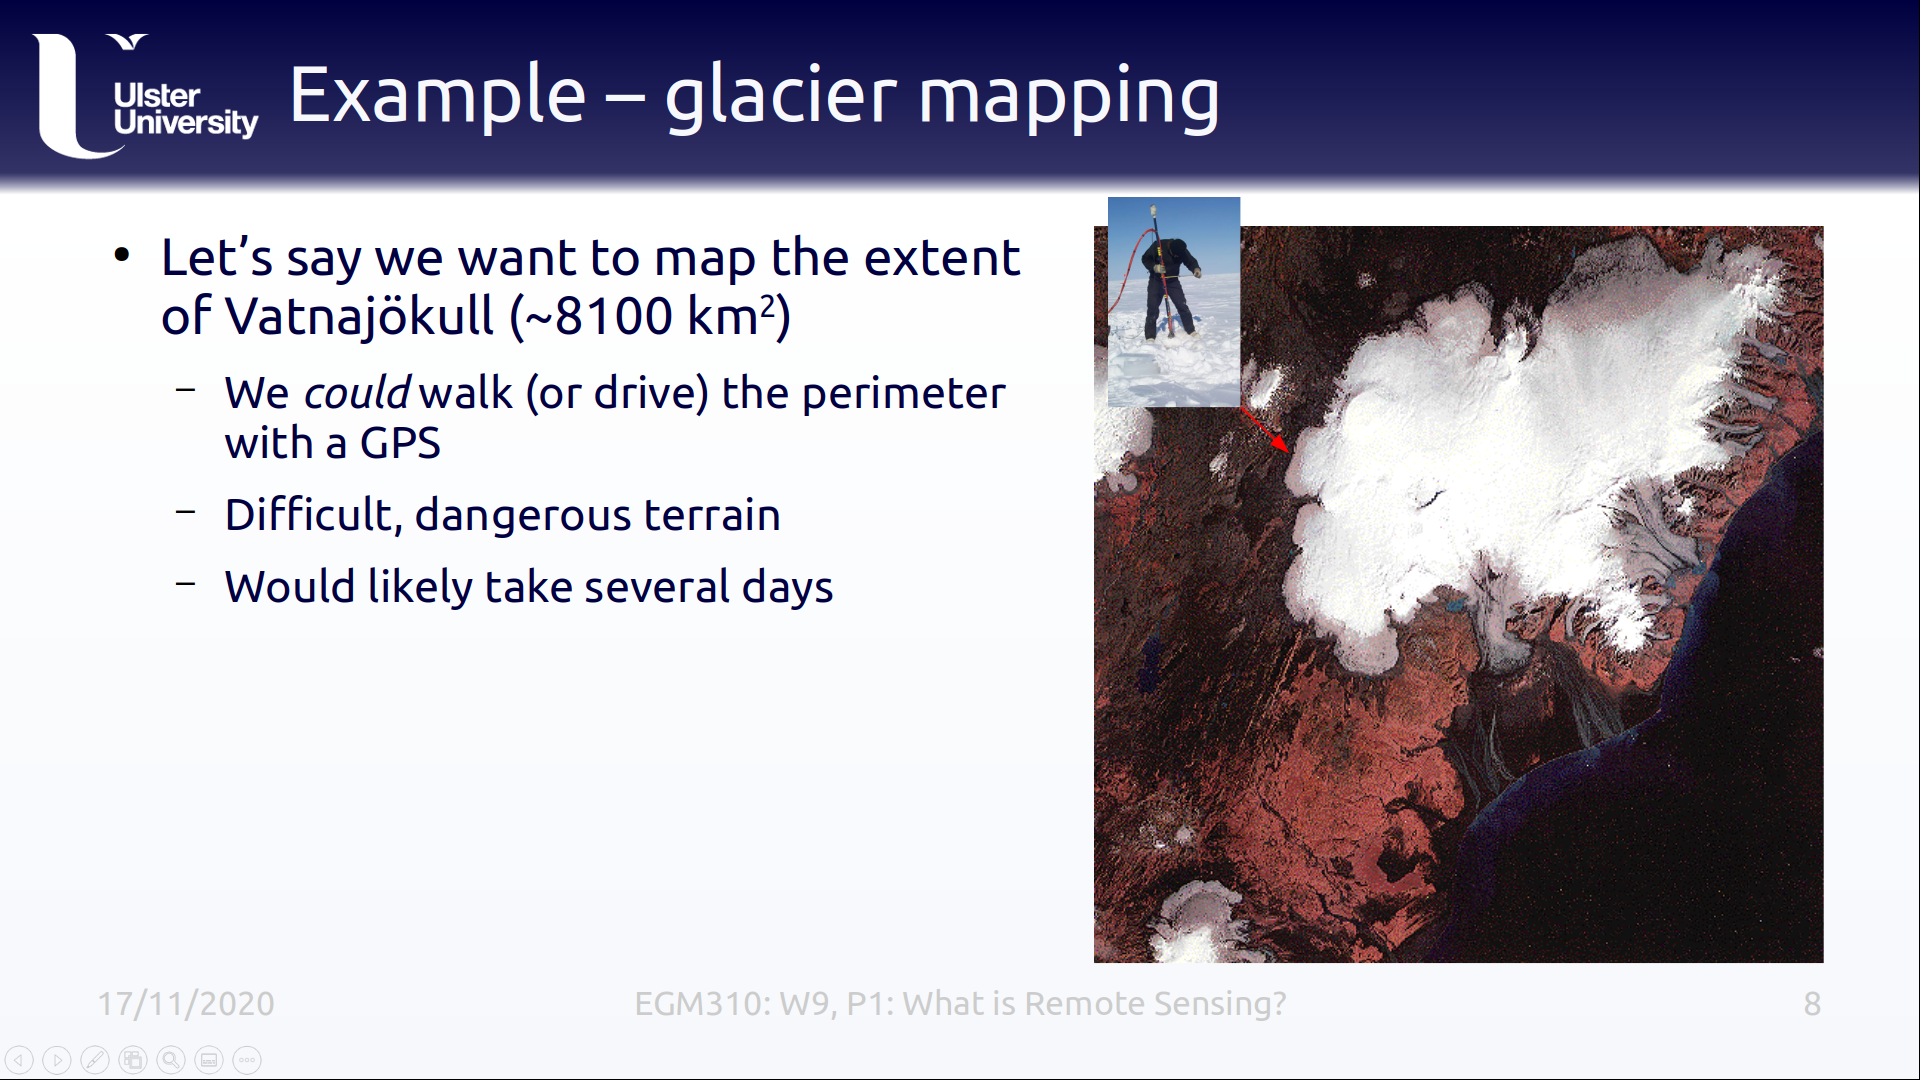 Ulster
University
Example – glacier mapping
• Let’s say we want to map the extent
of Vatnajökull (~8100 km²)
– We could walk (or drive) the perimeter
with a GPS
– Difficult, dangerous terrain
– Would likely take several days
17/11/2020
EGM310: W9, P1: What is Remote Sensing?
8